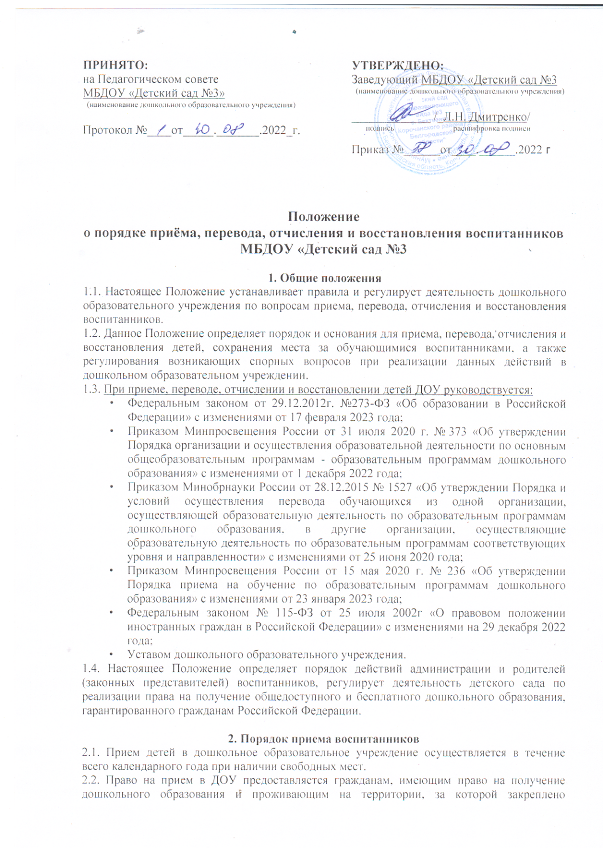 ПРИНЯТО:
на Педагогическом совете
МБДОУ «Детский сад №3»
(наименование дошкольного образовательного учреждения)
Протокол № 1 от 30 . 08 .2022_г.
УТВЕРЖДЕНО:
Заведующий МБДОУ «Детский сад №3
(наименование дошкольного образовательного учреждения)
/ Л.Н. Дмитренко/
подпись расшифровка подписи
Приказ № от 30 . 08 .2022 г
Положение
о порядке приёма, перевода, отчисления и восстановления воспитанников
МБДОУ «Детский сад №3
1. Общие положения
1.1. Настоящее Положение устанавливает правила и регулирует деятельность дошкольного
образовательного учреждения по вопросам приема, перевода, отчисления и восстановления
воспитанников.
1.2. Данное Положение определяет порядок и основания для приема, перевода, отчисления и
восстановления детей, сохранения места за обучающимися воспитанниками, а также
регулирования возникающих спорных вопросов при реализации данных действий в
дошкольном образовательном учреждении.
1.3. При приеме, переводе, отчислении и восстановлении детей ДОУ руководствуется:
• Федеральным законом от 29.12.2012г. №273-ФЗ «Об образовании в Российской
Федерации» с изменениями от 17 февраля 2023 года;
• Приказом Минпросвещения России от 31 июля 2020 г. № 373 «Об утверждении
Порядка организации и осуществления образовательной деятельности по основным
общеобразовательным программам - образовательным программам дошкольного
образования» с изменениями от 1 декабря 2022 года;
• Приказом Минобрнауки России от 28.12.2015 № 1527 «Об утверждении Порядка и
условий осуществления перевода обучающихся из одной организации,
осуществляющей образовательную деятельность по образовательным программам
дошкольного образования, в другие организации, осуществляющие
образовательную деятельность по образовательным программам соответствующих
уровня и направленности» с изменениями от 25 июня 2020 года;
• Приказом Минпросвещения России от 15 мая 2020 г. № 236 «Об утверждении
Порядка приема на обучение по образовательным программам дошкольного
образования» с изменениями от 23 января 2023 года;
• Федеральным законом № 115-ФЗ от 25 июля 2002г «О правовом положении
иностранных граждан в Российской Федерации» с изменениями на 29 декабря 2022
года;
• Уставом дошкольного образовательного учреждения.
1.4. Настоящее Положение определяет порядок действий администрации и родителей
(законных представителей) воспитанников, регулирует деятельность детского сада по
реализации права на получение общедоступного и бесплатного дошкольного образования,
гарантированного гражданам Российской Федерации.
2. Порядок приема воспитанников
2.1. Прием детей в дошкольное образовательное учреждение осуществляется в течение
всего календарного года при наличии свободных мест.
2.2. Право на прием в ДОУ предоставляется гражданам, имеющим право на получение
дошкольного образования и проживающим на территории, за которой закреплено